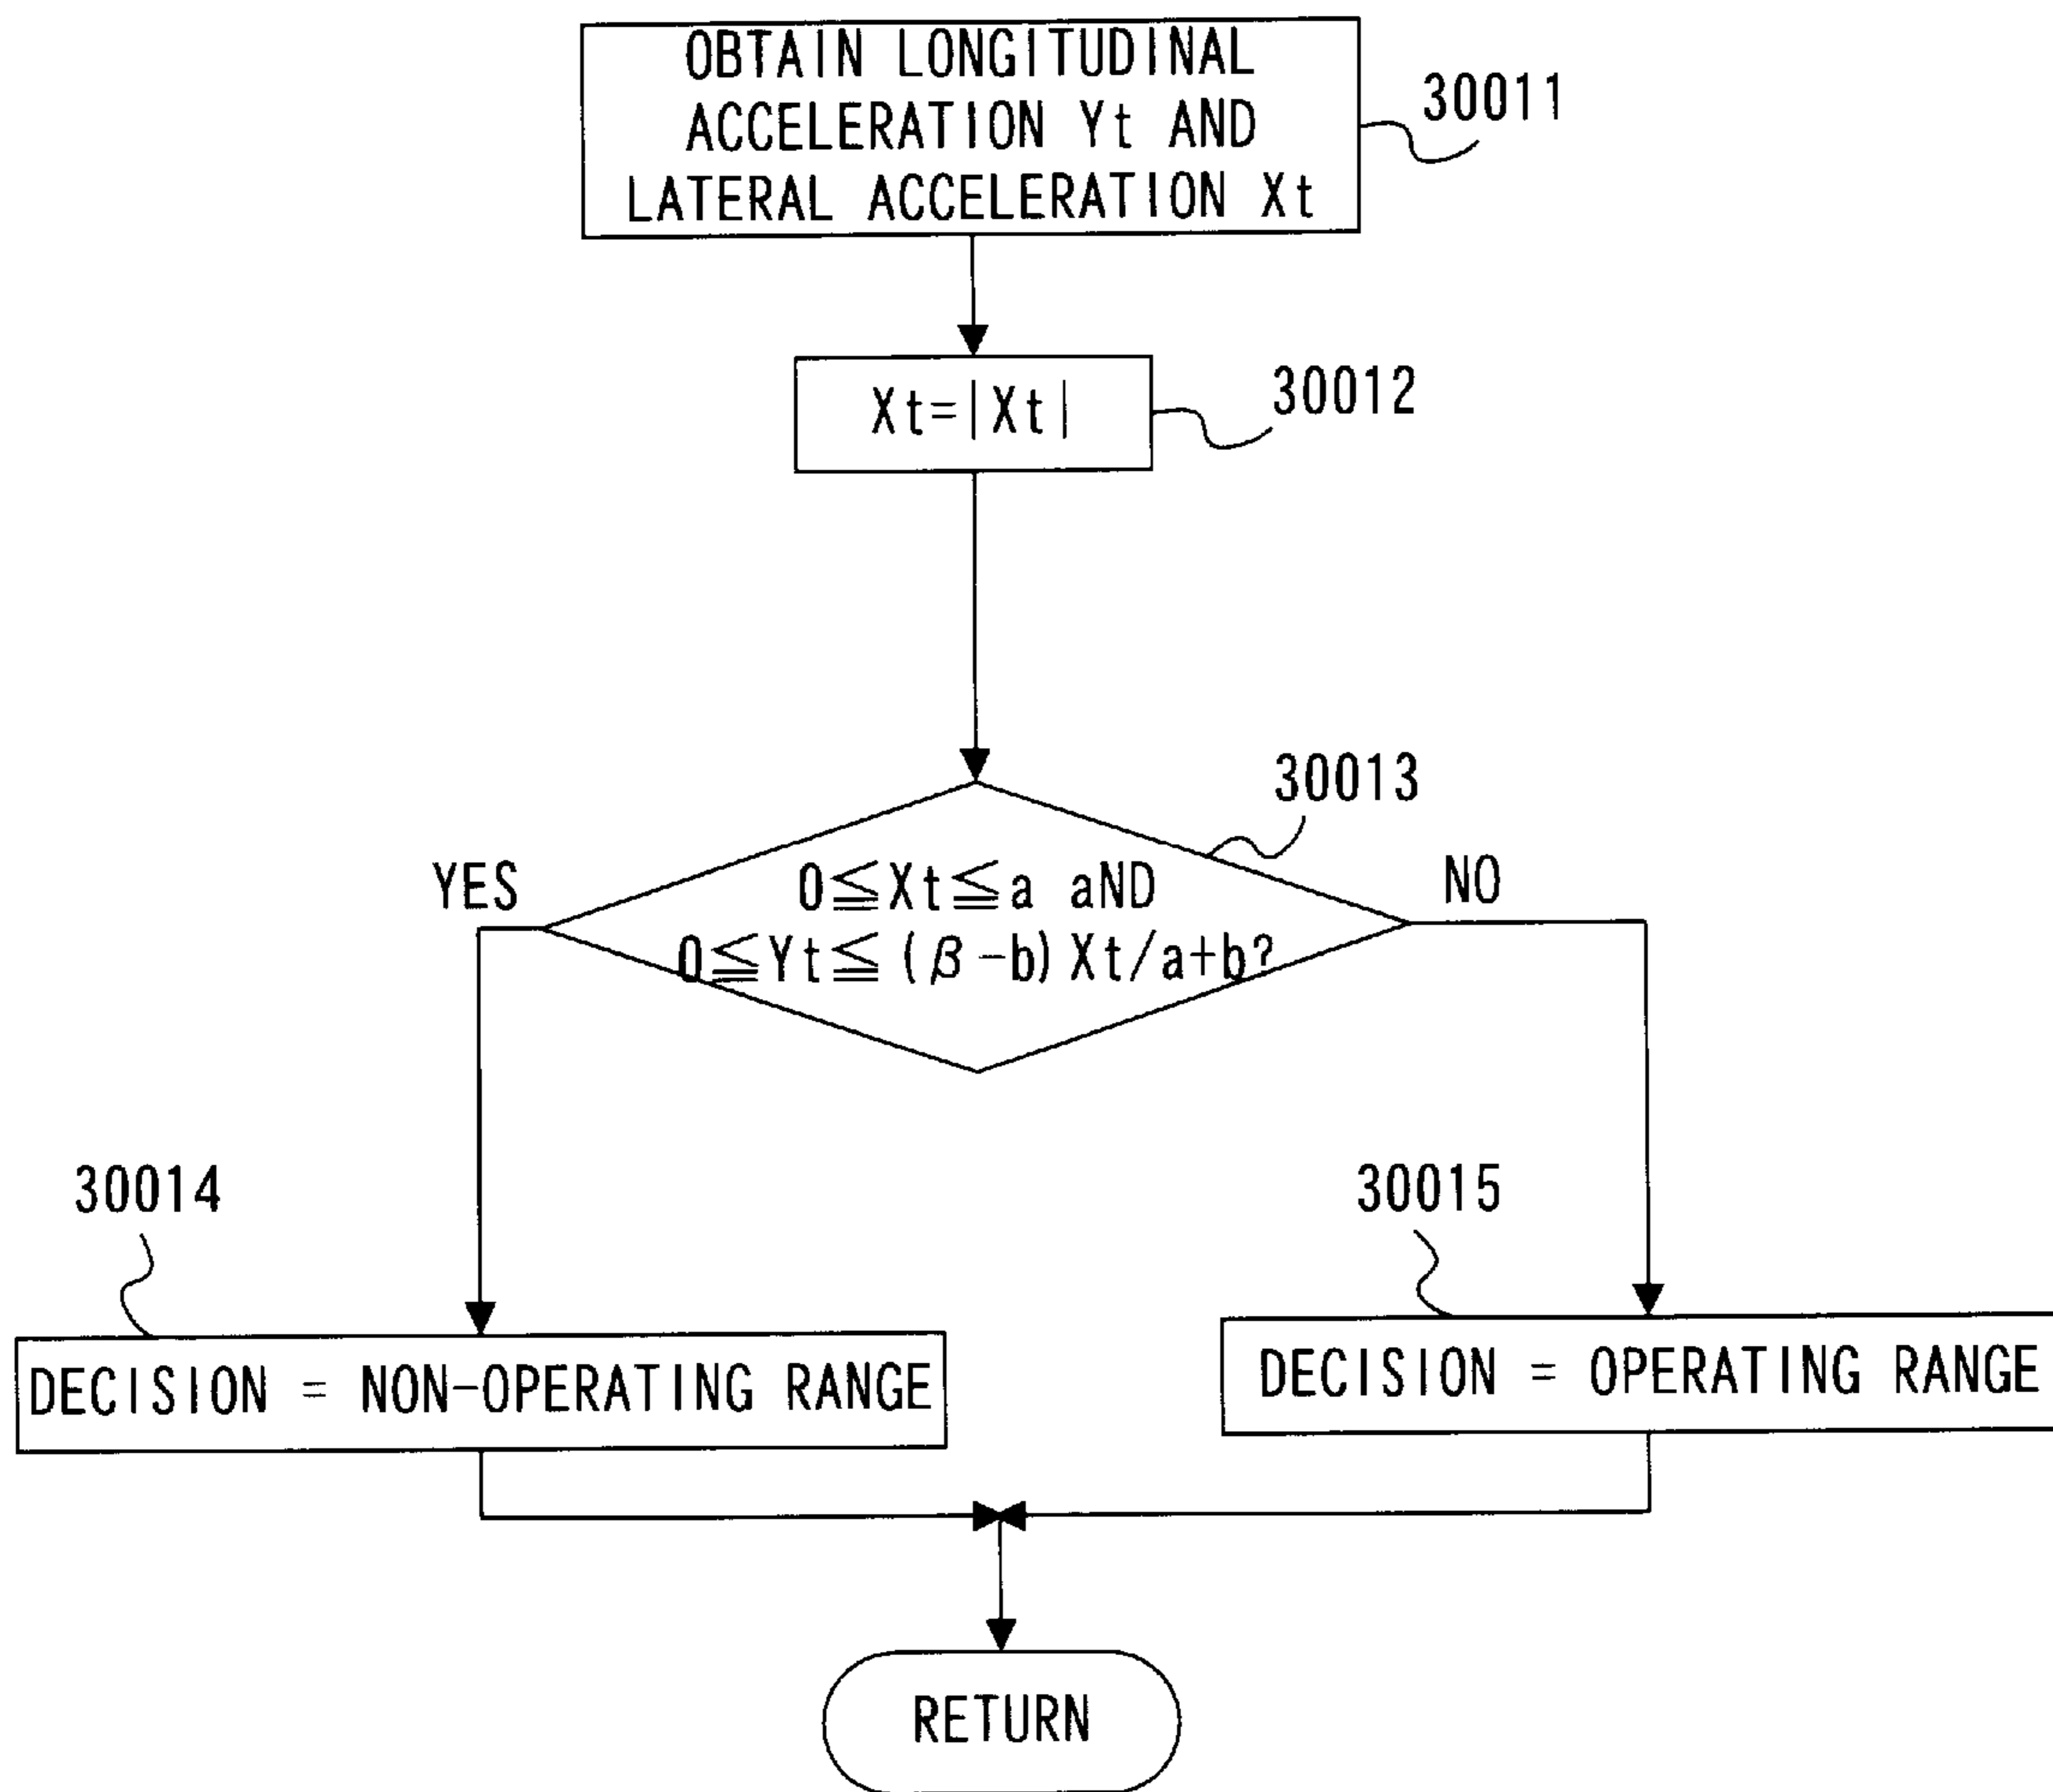 OBTAIN LONGITUDINAL
ACCELERATION Yt AND
LATERAL ACCELERATION Xt
30011
Xt=|Xt|
30012
30013
YES
0≦Xt≦a aND
0≦Yt≦(β-b)Xt/a+b?
NO
30014
30015
DECISION = NON-OPERATING RANGE
DECISION = OPERATING RANGE
RETURN